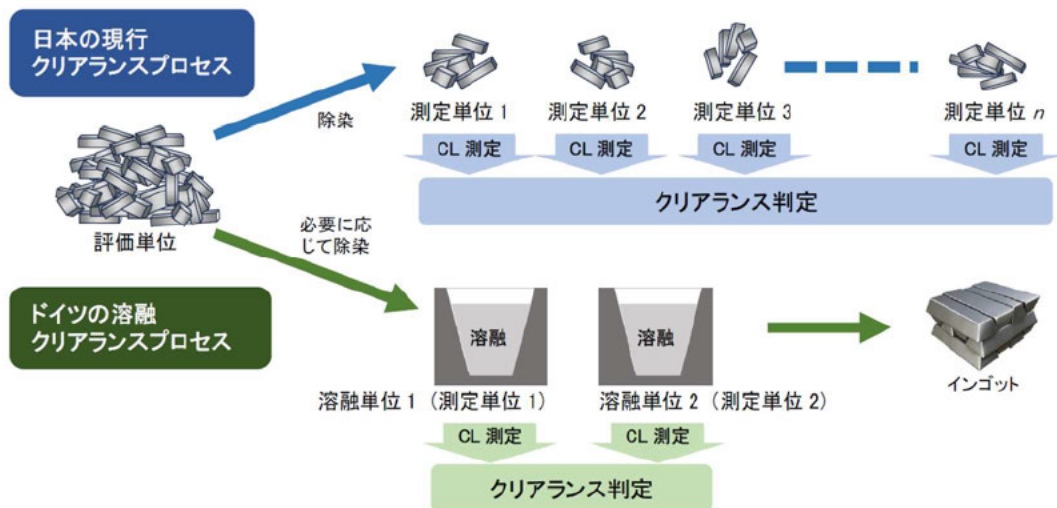 日本の現行
クリアランスプロセス
除染
測定単位 1
測定単位 2
測定単位 3
測定単位 n
CL 測定
CL 測定
CL 測定
CL 測定
クリアランス判定
評価単位
必要に応
じて除染
ドイツの溶融
クリアランスプロセス
溶融
溶融
インゴット
溶融単位 1（測定単位 1）
溶融単位 2（測定単位 2）
CL 測定
CL 測定
クリアランス判定